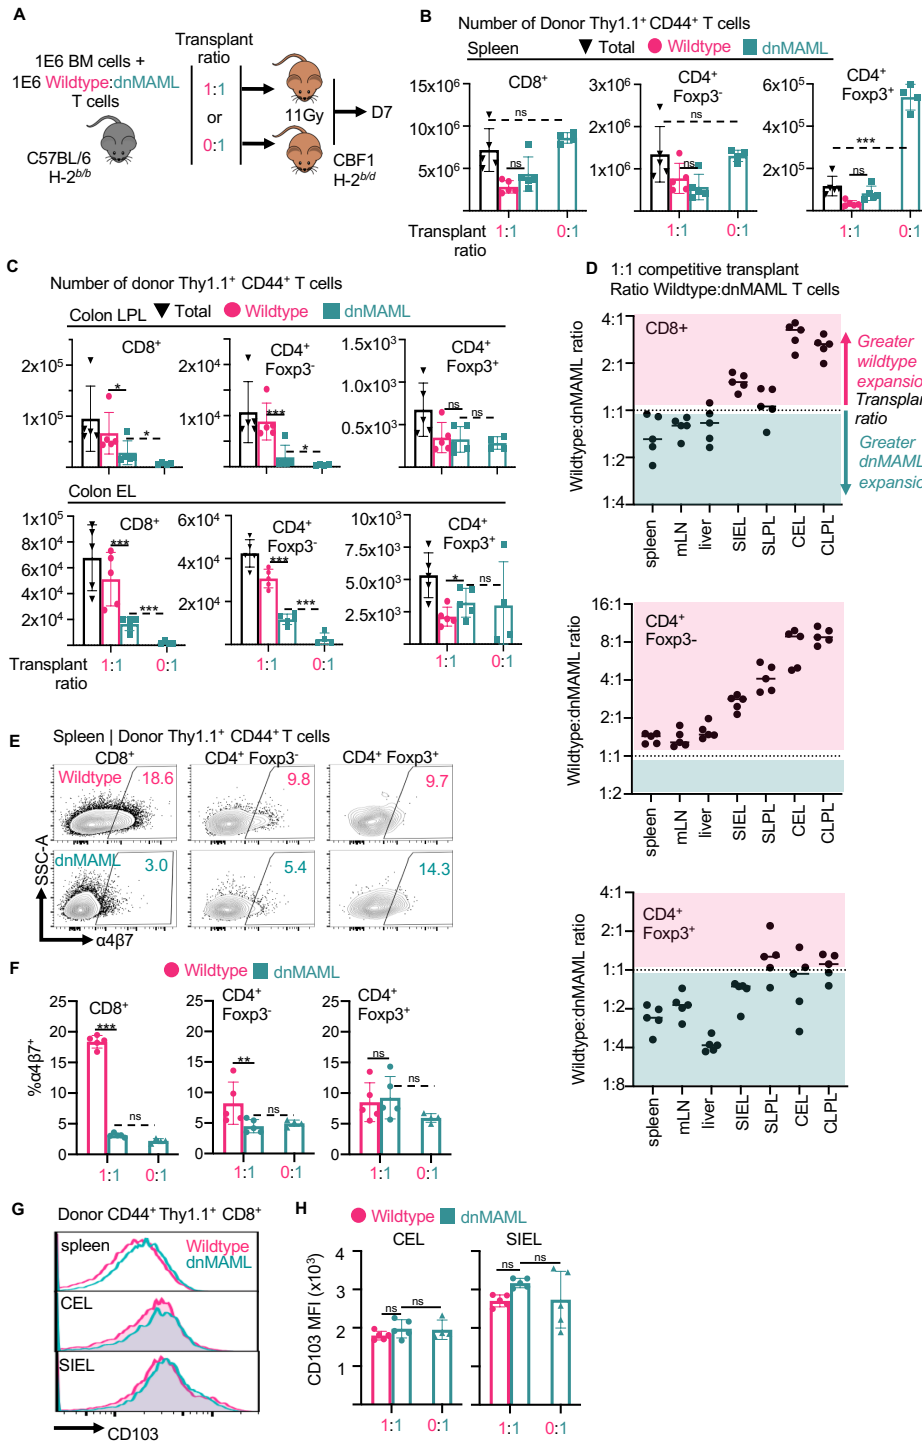 A
1E6 BM cells +
1E6 Wildtype:dnMAML
T cells
C57BL/6
H-2b/b
Transplant
ratio
1:1
or
0:1
11Gy
D7
CBF1
H-2b/d
B
Number of Donor Thy1.1+ CD44+ T cells
Spleen
Total
Wildtype
dnMAML
CD8+
15x10⁶
10x10⁶
5x10⁶
ns
ns
CD4+
Foxp3-
3x10⁶
2x10⁶
1x10⁶
ns
ns
CD4+
Foxp3+
6x10⁵
4x10⁵
2x10⁵
***
ns
Transplant
ratio
1:1
0:1
1:1
0:1
1:1
0:1
C
Number of donor Thy1.1+ CD44+ T cells
Total
Wildtype
dnMAML
Colon LPL
CD8+
2x10⁵
1x10⁵
*
*
CD4+
Foxp3-
2x10⁴
1x10⁴
***
*
CD4+
Foxp3+
1.5x10³
1.0x10³
0.5x10³
ns
ns
Colon EL
CD8+
1x10⁵
8x10⁴
6x10⁴
4x10⁴
2x10⁴
***
***
CD4+
Foxp3-
6x10⁴
4x10⁴
2x10⁴
***
***
CD4+
Foxp3+
10x10³
7.5x10³
5.0x10³
2.5x10³
*
ns
Transplant
ratio
1:1
0:1
1:1
0:1
1:1
0:1
D
1:1 competitive transplant
Ratio Wildtype:dnMAML T cells
Wildtype:dnMAML ratio
4:1
2:1
1:1
1:2
1:4
CD8+
spleen
mLN
liver
SIEL
SLPL
CEL
CLPL
Greater
wildtype
expansio
Transplan
ratio
Greater
dnMAML
expansio
Wildtype:dnMAML ratio
16:1
8:1
4:1
2:1
1:1
1:2
CD4+
Foxp3-
spleen
mLN
liver
SIEL
SLPL
CEL
CLPL
Wildtype:dnMAML ratio
4:1
2:1
1:1
1:2
1:4
1:8
CD4+
Foxp3+
spleen
mLN
liver
SIEL
SLPL
CEL
CLPL
E
Spleen | Donor Thy1.1+ CD44+ T cells
CD8+
CD4+ Foxp3-
CD4+ Foxp3+
Wildtype
18.6
9.8
9.7
dnMAML
3.0
5.4
14.3
SSC-A
α4β7
F
Wildtype
dnMAML
%α4β7+
25
20
15
10
5
0
CD8+
***
ns
25
20
15
10
5
0
CD4+
Foxp3-
**
ns
25
20
15
10
5
0
CD4+
Foxp3+
ns
ns
1:1
0:1
1:1
0:1
1:1
0:1
G
Donor CD44+ Thy1.1+ CD8+
spleen
Wildtype
dnMAML
CEL
SIEL
CD103
H
Wildtype
dnMAML
CD103 MFI (x10³)
CEL
4
3
2
1
ns
ns
SIEL
ns
ns
1:1
0:1
1:1
0:1